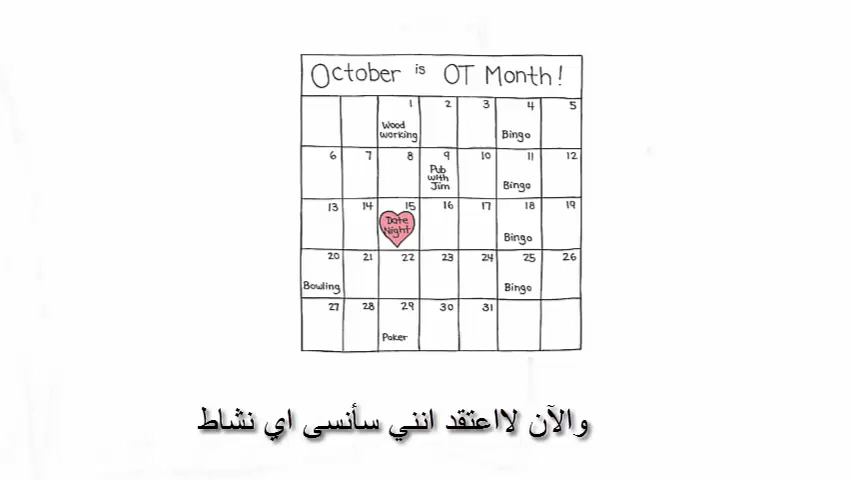 October is OT Month!
1 2 3 4 5
Wood
working
Bingo
6 7 8 9 10 11 12
Pub
with
Jim
Bingo
13 14 15 16 17 18 19
Date
Night
Bingo
20 21 22 23 24 25 26
Bowling
Bingo
27 28 29 30 31
Poker
والآن لااعتقد انني سأنسى اي نشاط